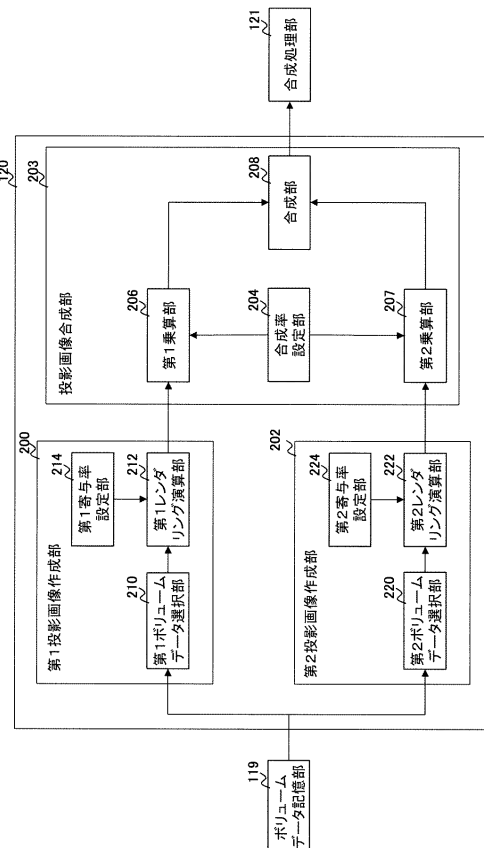 120
203
投影画像合成部
200
第1投影画像作成部
214
第1寄与率
設定部
210
第1ボリューム
データ選択部
212
第1レンダ
リング演算部
206
第1乗算部
204
合成率
設定部
208
合成部
121
合成処理部
119
ボリューム
データ記憶部
202
第2投影画像作成部
224
第2寄与率
設定部
220
第2ボリューム
データ選択部
222
第2レンダ
リング演算部
207
第2乗算部